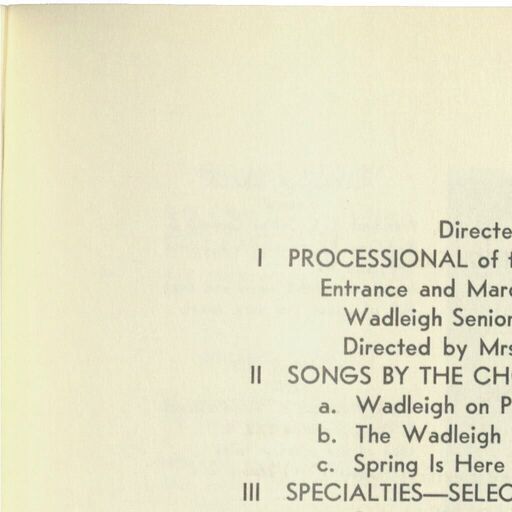 Directe
I PROCESSIONAL of t
Entrance and Marc
Wadleigh Senior
Directed by Mrs
II SONGS BY THE CH
a. Wadleigh on P
b. The Wadleigh
c. Spring Is Here
III SPECIALTIES—SELEC